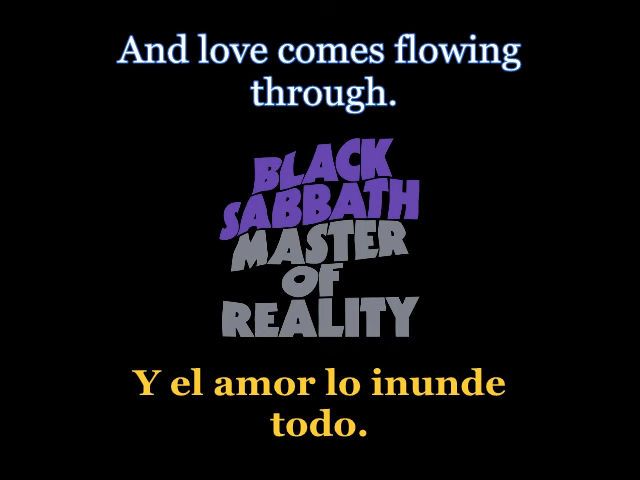 And love comes flowing
through.
BLACK
SABBATH
MASTER
OF
REALITY
Y el amor lo inunde
todo.